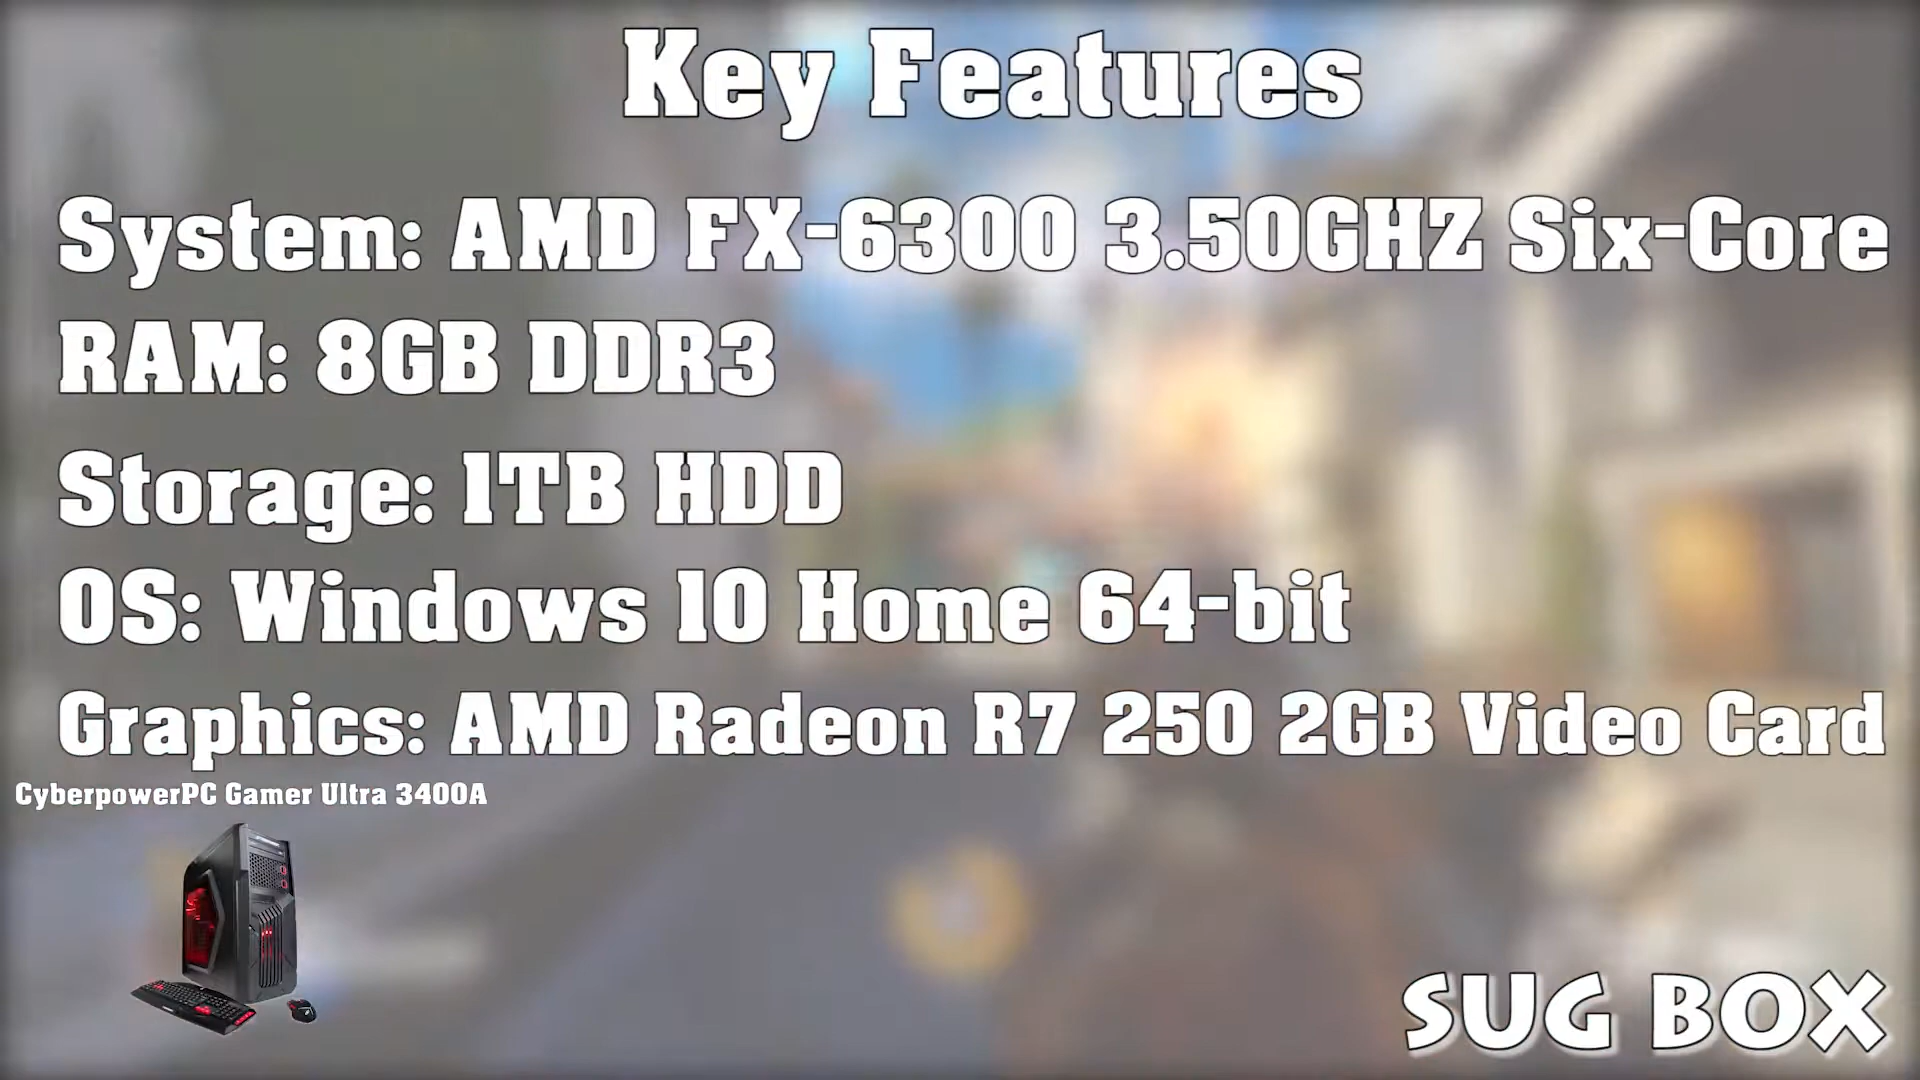 Key Features
System: AMD FX-6300 3.50GHZ Six-Core
RAM: 8GB DDR3
Storage: 1TB HDD
OS: Windows 10 Home 64-bit
Graphics: AMD Radeon R7 250 2GB Video Card
CyberpowerPC Gamer Ultra 3400A
SUG BOX